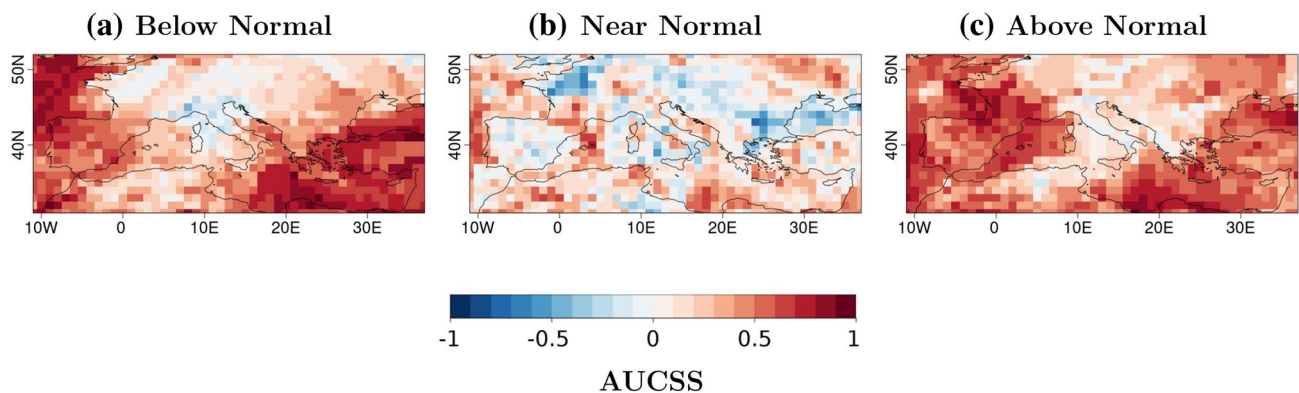 (a) Below Normal
(b) Near Normal
(c) Above Normal
50N
40N
10W 0 10E 20E 30E
50N
40N
10W 0 10E 20E 30E
50N
40N
10W 0 10E 20E 30E
-1 -0.5 0 0.5 1
AUCSS